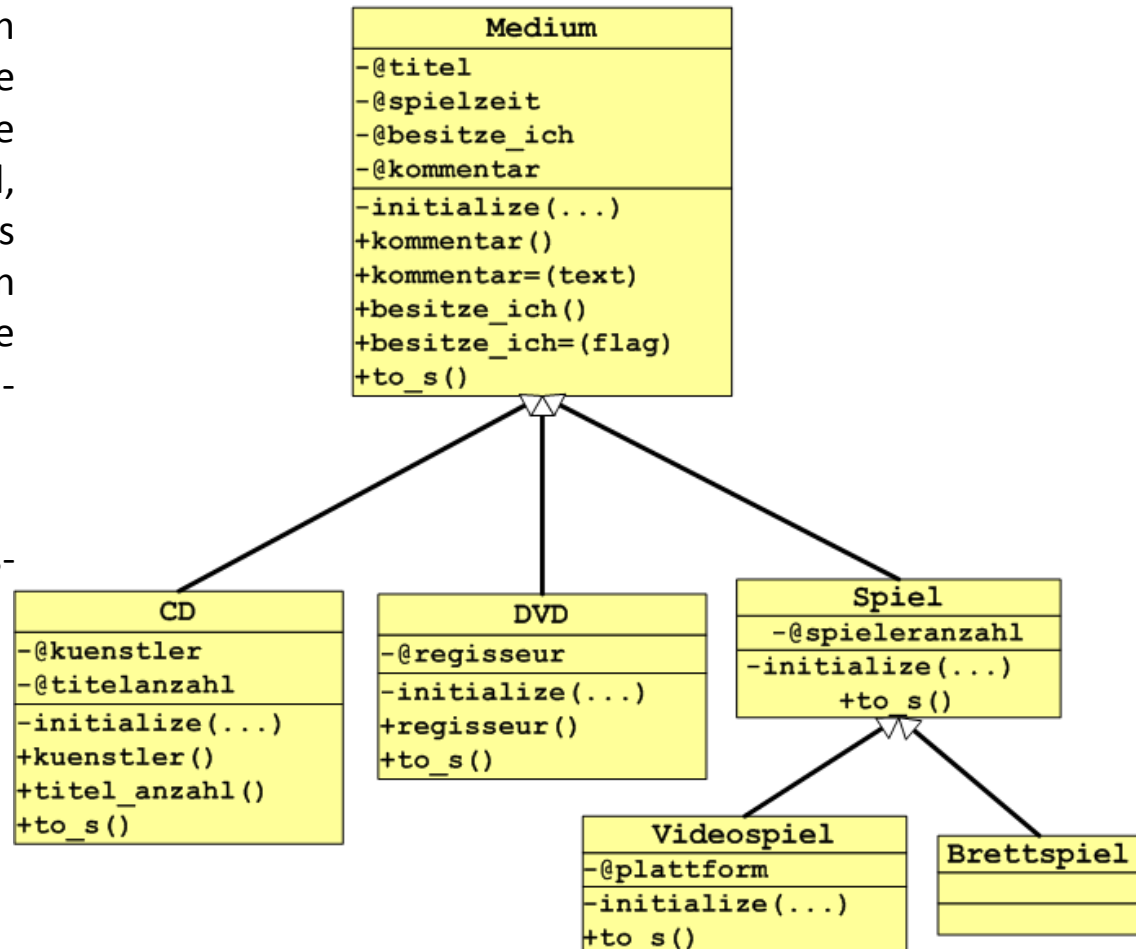 n
e
e
l,
s
n
e
-
-
Medium
-@titel
-@spielzeit
-@besitze_ich
-@kommentar
-initialize(...)
+kommentar()
+kommentar=(text)
+besitze_ich()
+besitze_ich=(flag)
+to_s()
CD
-@kuenstler
-@titelanzahl
-initialize(...)
+kuenstler()
+titel_anzahl()
+to_s()
DVD
-@regisseur
-initialize(...)
+regisseur()
+to_s()
Spiel
-@spieleranzahl
-initialize(...)
+to_s()
Videospiel
-@plattform
-initialize(...)
+to_s()
Brettspiel